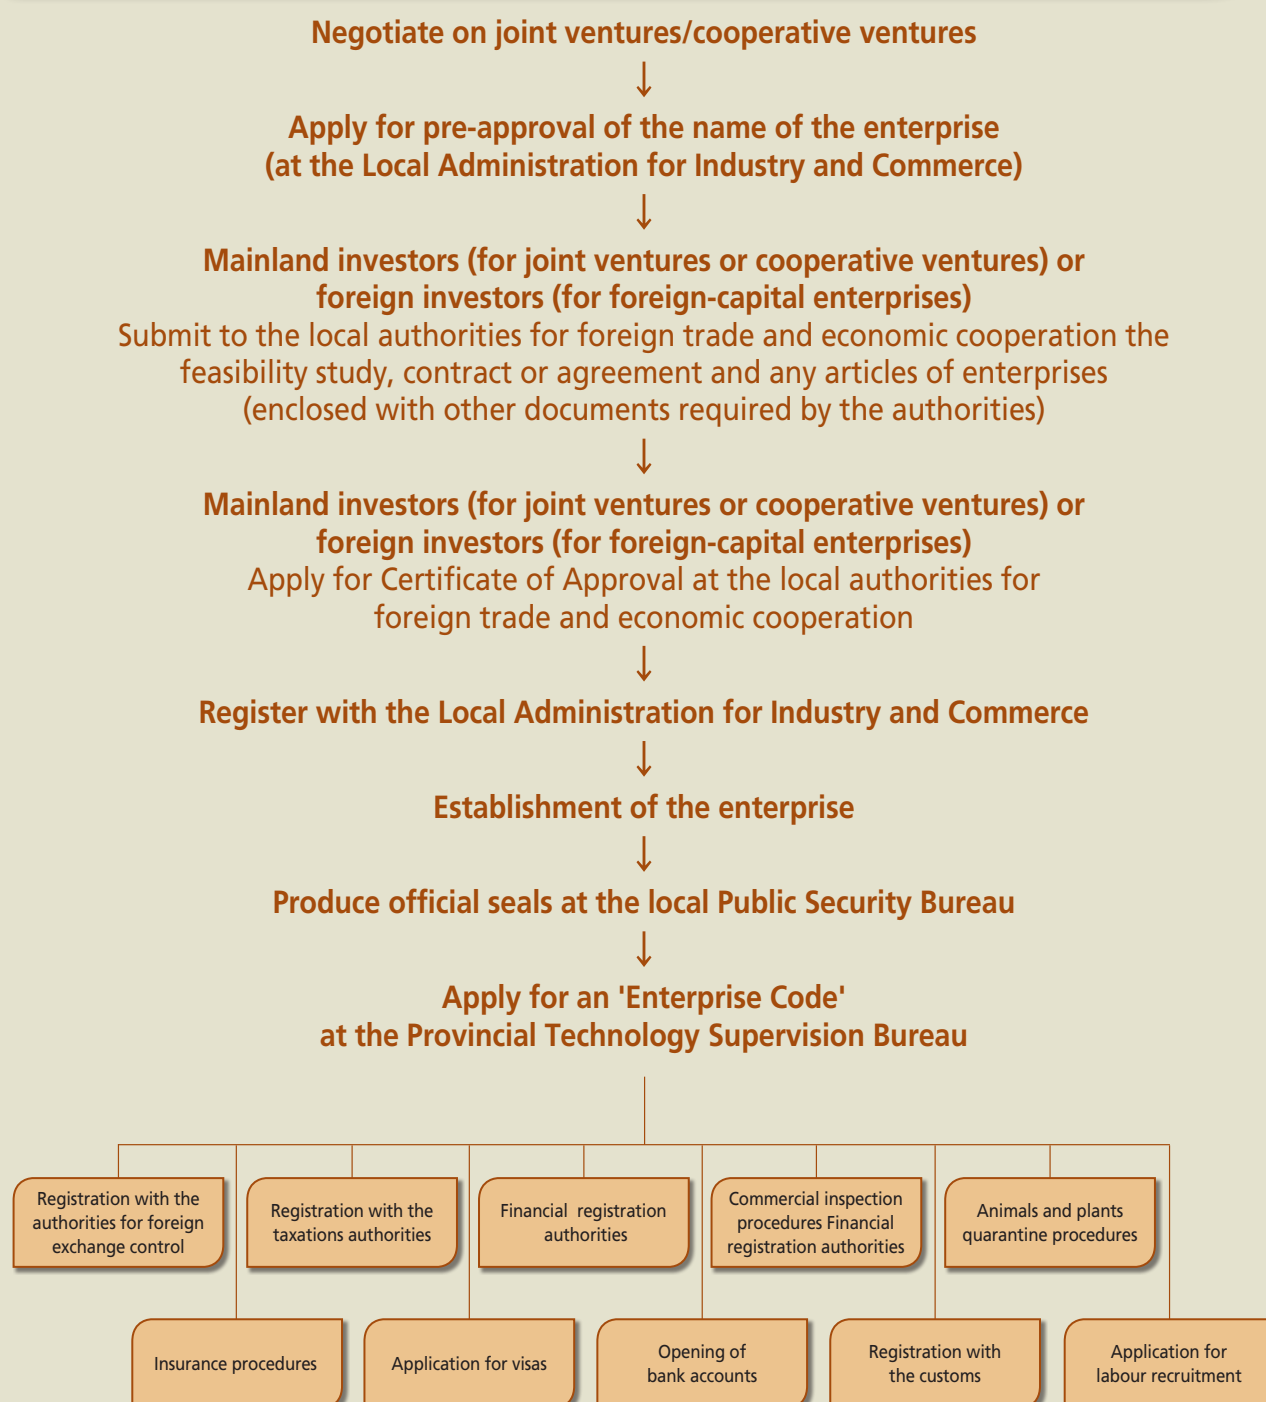 Negotiate on joint ventures/cooperative ventures
Apply for pre-approval of the name of the enterprise
(at the Local Administration for Industry and Commerce)
Mainland investors (for joint ventures or cooperative ventures) or
foreign investors (for foreign-capital enterprises)
Submit to the local authorities for foreign trade and economic cooperation the
feasibility study, contract or agreement and any articles of enterprises
(enclosed with other documents required by the authorities)
Mainland investors (for joint ventures or cooperative ventures) or
foreign investors (for foreign-capital enterprises)
Apply for Certificate of Approval at the local authorities for
foreign trade and economic cooperation
Register with the Local Administration for Industry and Commerce
Establishment of the enterprise
Produce official seals at the local Public Security Bureau
Apply for an 'Enterprise Code'
at the Provincial Technology Supervision Bureau
Registration with the
authorities for foreign
exchange control
Registration with the
taxations authorities
Financial registration
authorities
Commercial inspection
procedures Financial
registration authorities
Animals and plants
quarantine procedures
Insurance procedures
Application for visas
Opening of
bank accounts
Registration with
the customs
Application for
labour recruitment